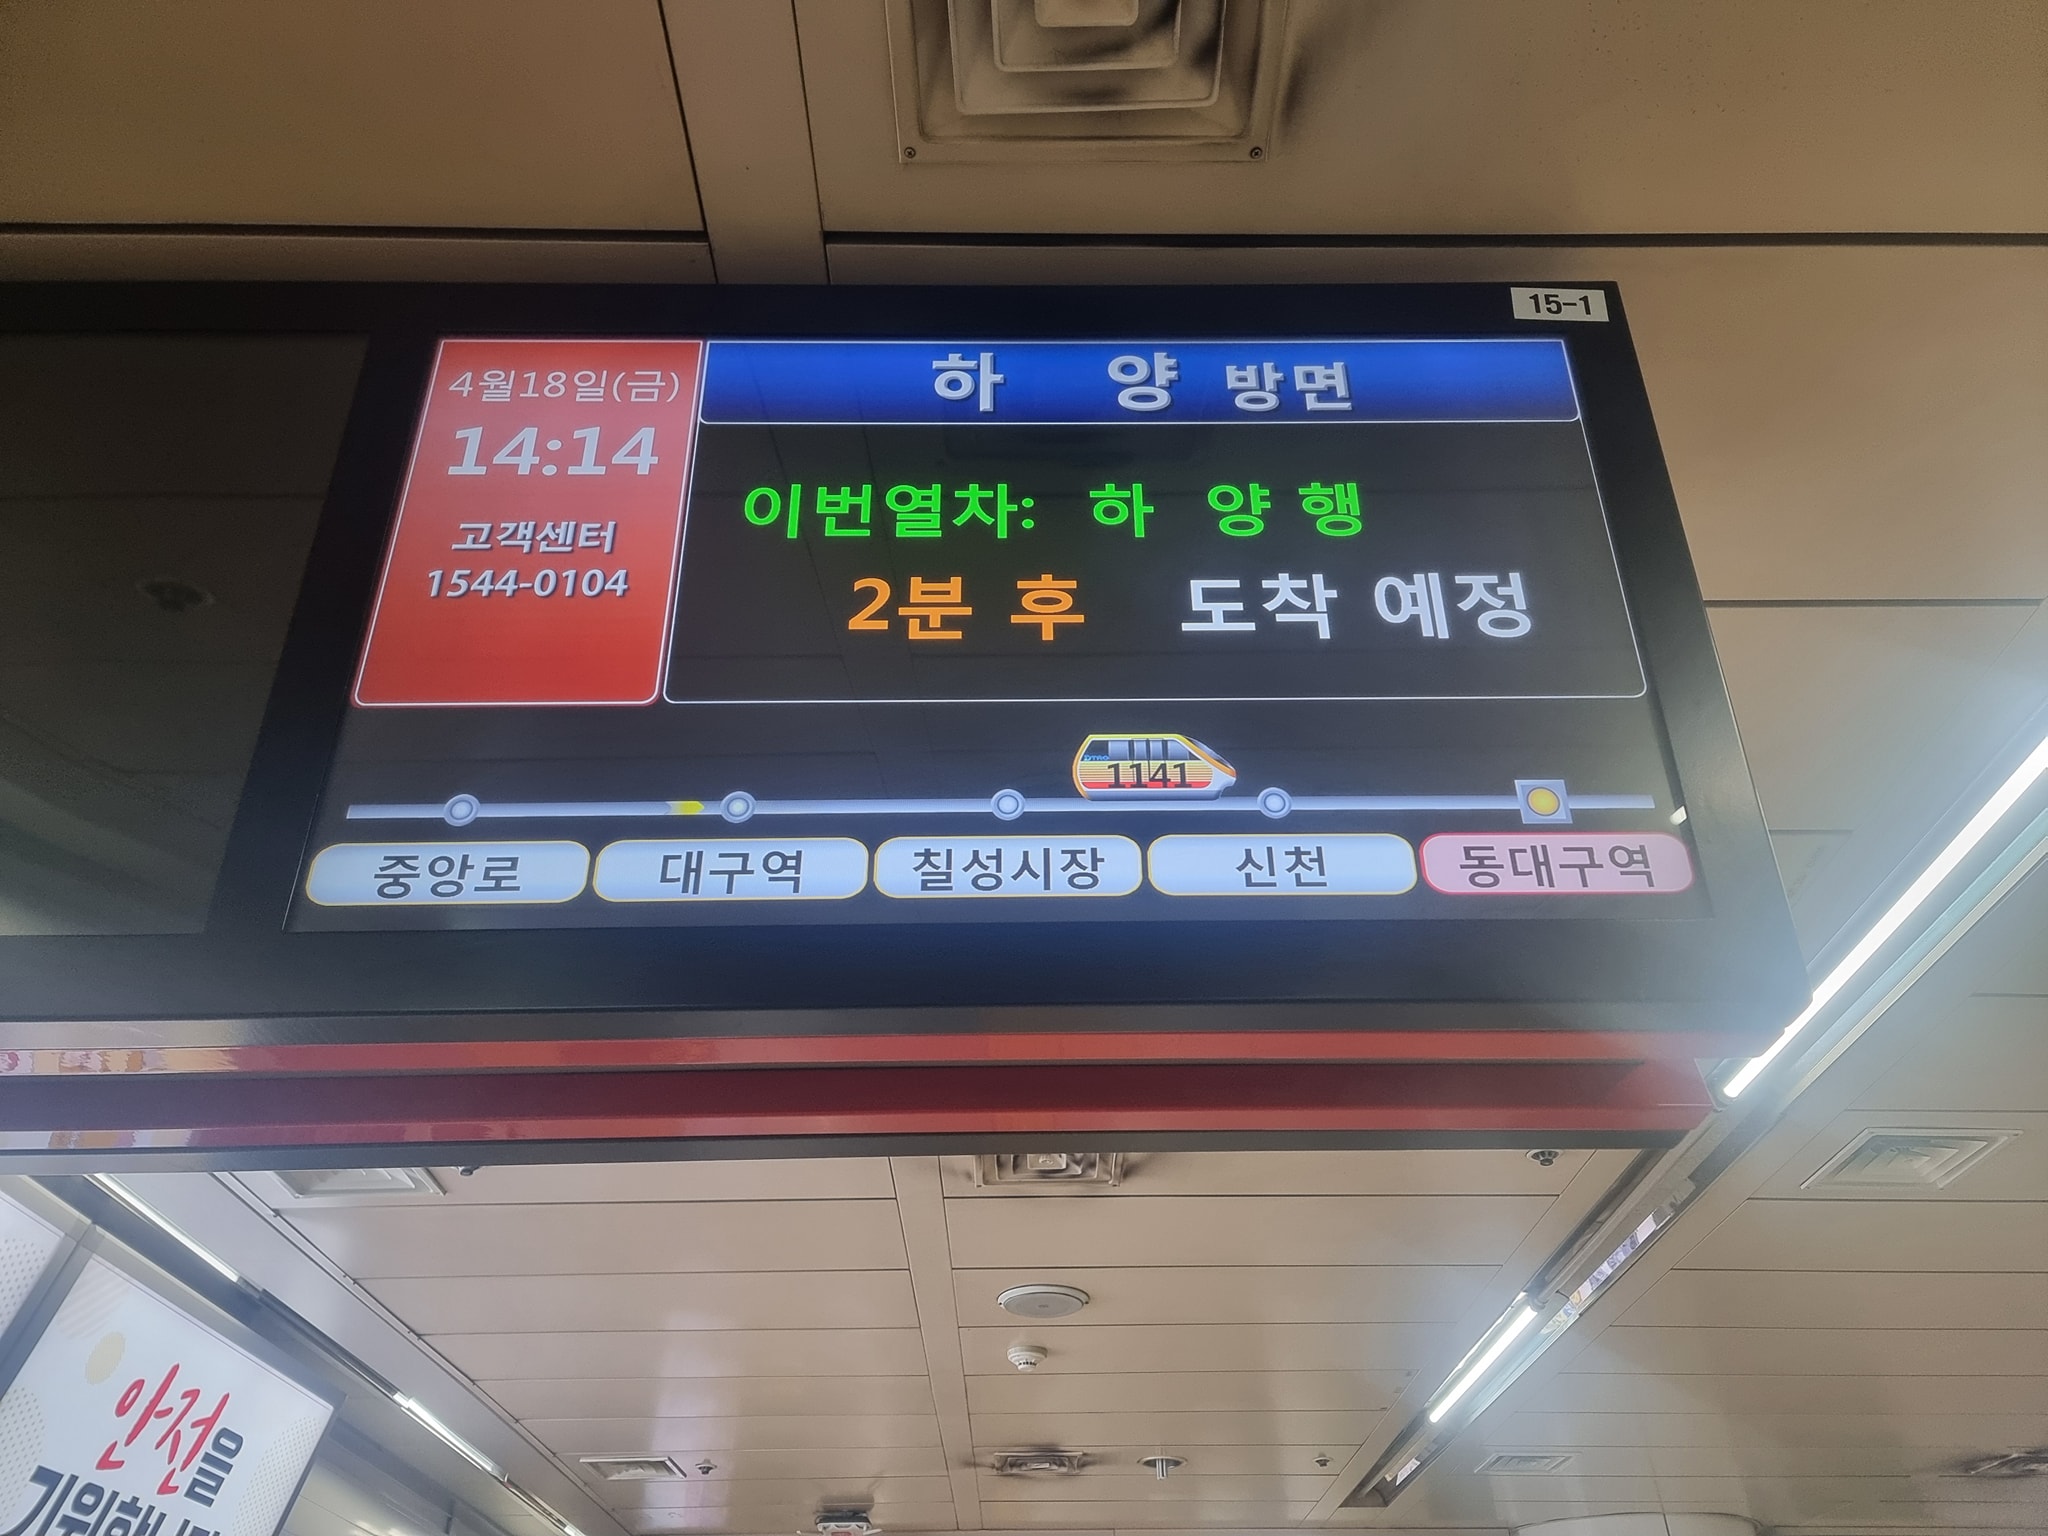 15-1
4월18일(금)
14:14
고객센터
1544-0104
하 양 방면
이번열차: 하 양 행
2분 후 도착 예정
DTRO
1141
중앙로 대구역 칠성시장 신천 동대구역
안전을